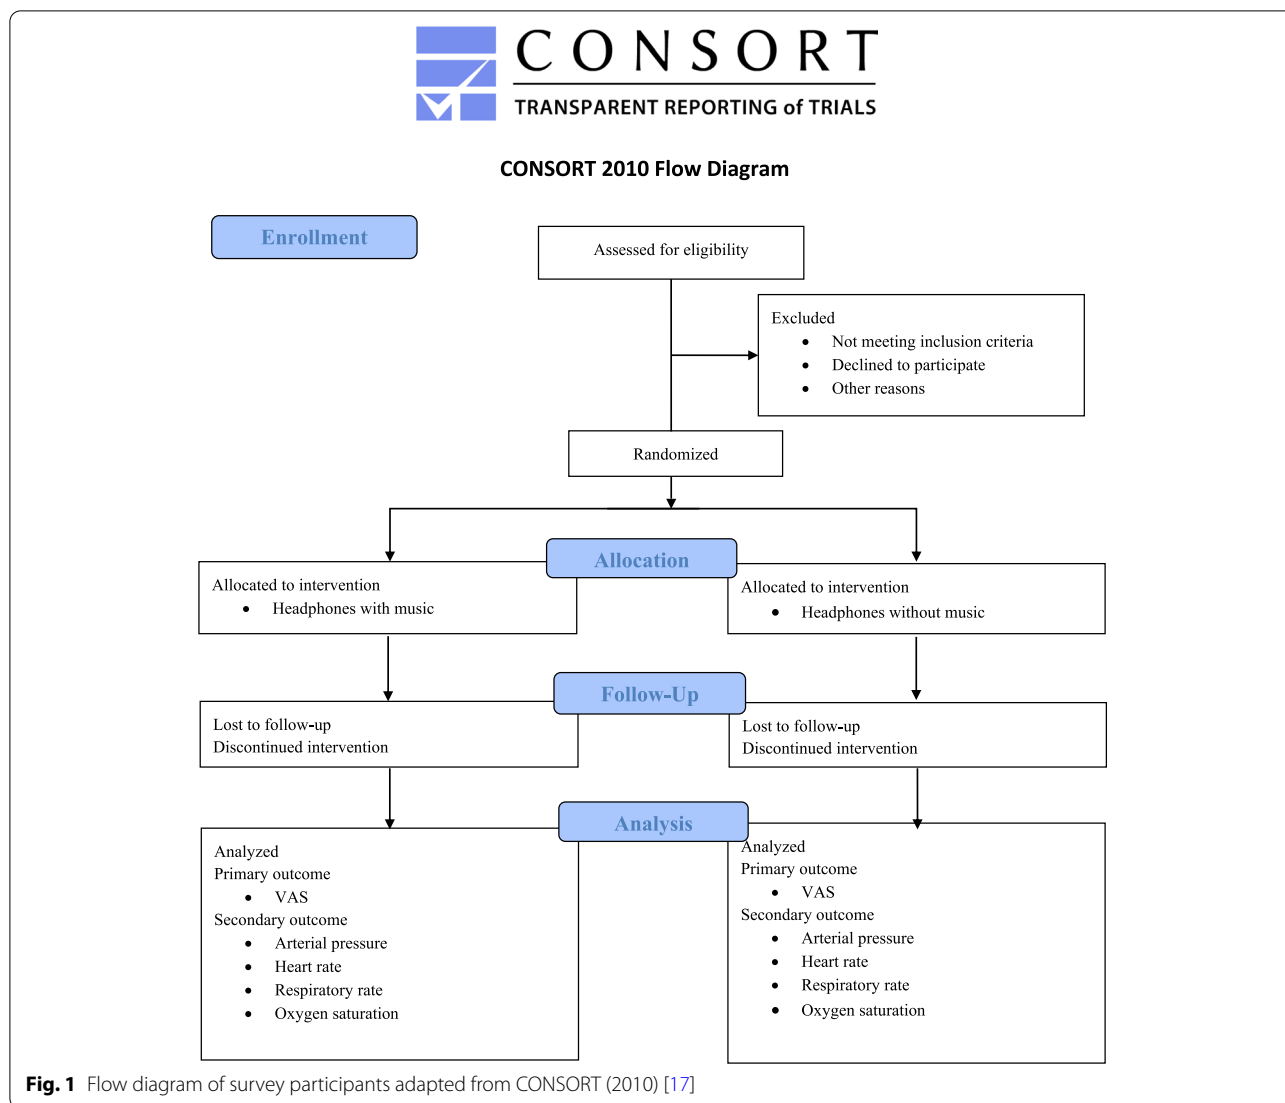 CONSORT
TRANSPARENT REPORTING of TRIALS
CONSORT 2010 Flow Diagram
Enrollment
Assessed for eligibility
Excluded
• Not meeting inclusion criteria
• Declined to participate
• Other reasons
Randomized
Allocation
Allocated to intervention
• Headphones with music
Allocated to intervention
• Headphones without music
Follow-Up
Lost to follow-up
Discontinued intervention
Lost to follow-up
Discontinued intervention
Analysis
Analyzed
Primary outcome
• VAS
Secondary outcome
• Arterial pressure
• Heart rate
• Respiratory rate
• Oxygen saturation
Analyzed
Primary outcome
• VAS
Secondary outcome
• Arterial pressure
• Heart rate
• Respiratory rate
• Oxygen saturation
Fig. 1 Flow diagram of survey participants adapted from CONSORT (2010) [17]